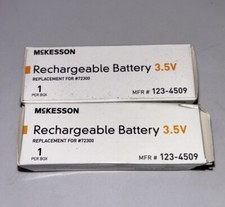 McKESSON
Rechargeable Battery 3.5V
REPLACEMENT FOR #72300
1
PER BOX
MFR # 123-4509
McKESSON
Rechargeable Battery 3.5V
REPLACEMENT FOR #72300
1
PER BOX
MFR # 123-4509